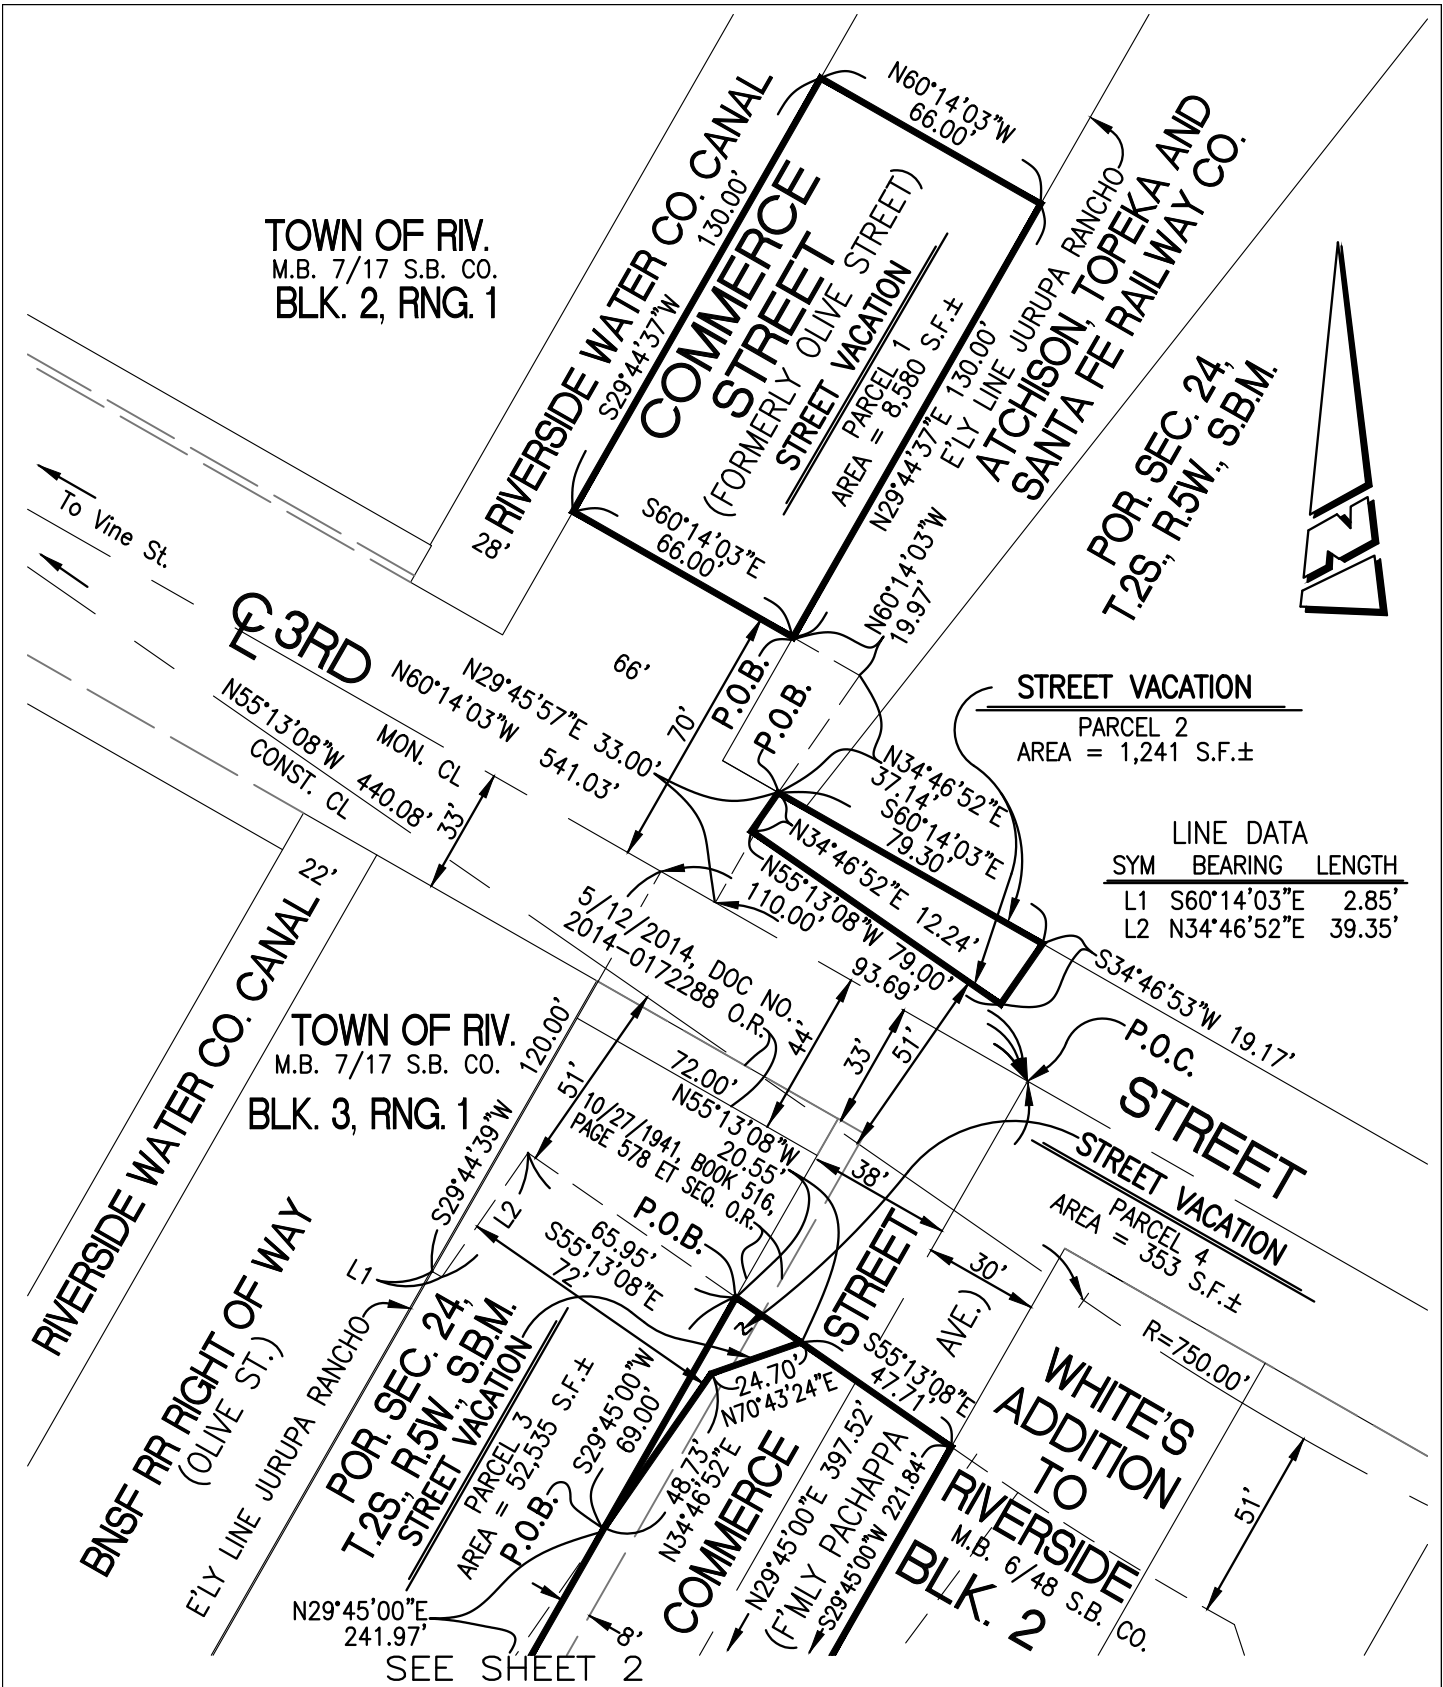 N60°14'03"W
66.00'
RIVERSIDE WATER CO. CANAL
28'
130.00'
S29°44'37"W
COMMERCE
STREET
(FORMERLY OLIVE STREET)
STREET VACATION
PARCEL 1
AREA = 8,580 S.F.±
N29°44'37"E 130.00'
E'LY LINE JURUPA RANCHO
ATCHISON, TOPEKA AND
SANTA FE RAILWAY CO.
TOWN OF RIV.
M.B. 7/17 S.B. CO.
BLK. 2, RNG. 1
POR. SEC. 24,
T.2S., R.5W., S.B.M.
To Vine St.
S60°14'03"E
66.00'
N60°14'03"W
19.97'
℄ 3RD
N29°45'57"E 33.00'
N60°14'03"W 541.03'
66'
70'
P.O.B.
P.O.B.
STREET VACATION
PARCEL 2
AREA = 1,241 S.F.±
MON. CL
N55°13'08"W 440.08'
CONST. CL
33'
N34°46'52"E
37.14'
S60°14'03"E
79.30'
LINE DATA
SYM BEARING LENGTH
L1 S60°14'03"E 2.85'
L2 N34°46'52"E 39.35'
22'
RIVERSIDE WATER CO. CANAL
N34°46'52"E 12.24'
N55°13'08"W 79.00'
110.00'
93.69'
5/12/2014, DOC NO.
2014-0172288 O.R.
S34°46'53"W 19.17'
P.O.C.
STREET
TOWN OF RIV.
M.B. 7/17 S.B. CO.
BLK. 3, RNG. 1
S29°44'39"W 120.00'
51'
44'
33'
51'
72.00'
N55°13'08"W
20.55'
10/27/1941, BOOK 516,
PAGE 578 ET SEQ. O.R.
38'
STREET VACATION
PARCEL 4
AREA = 353 S.F.±
L2
L1
P.O.B.
65.95'
S55°13'08"E
72'
STREET
30'
AVE.)
R=750.00'
BNSF RR RIGHT OF WAY
(OLIVE ST.)
E'LY LINE JURUPA RANCHO
POR. SEC. 24,
T.2S., R.5W., S.B.M.
STREET VACATION
PARCEL 3
AREA = 52,535 S.F.±
P.O.B.
S29°45'00"W
69.00'
24.70'
N70°43'24"E
S55°13'08"E
47.71'
48.73'
N34°46'52"E
COMMERCE
N29°45'00"E 397.52'
(F'MLY PACHAPPA
S29°45'00"W 221.84'
WHITE'S
ADDITION
TO
RIVERSIDE
M.B. 6/48 S.B. CO.
BLK. 2
51'
N29°45'00"E
241.97'
8'
SEE SHEET 2